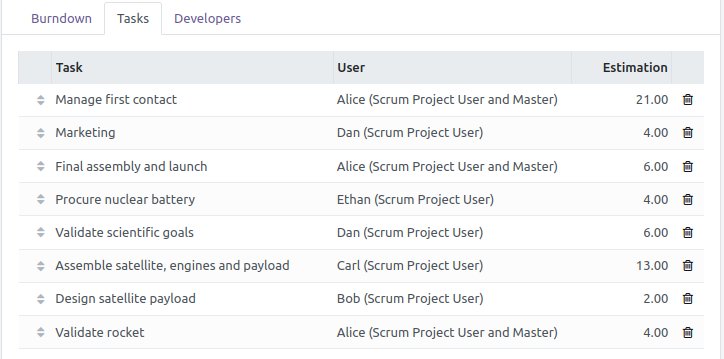 Burndown Tasks Developers
Task User Estimation
Manage first contact Alice (Scrum Project User and Master) 21.00
Marketing Dan (Scrum Project User) 4.00
Final assembly and launch Alice (Scrum Project User and Master) 6.00
Procure nuclear battery Ethan (Scrum Project User) 4.00
Validate scientific goals Dan (Scrum Project User) 6.00
Assemble satellite, engines and payload Carl (Scrum Project User) 13.00
Design satellite payload Bob (Scrum Project User) 2.00
Validate rocket Alice (Scrum Project User and Master) 4.00